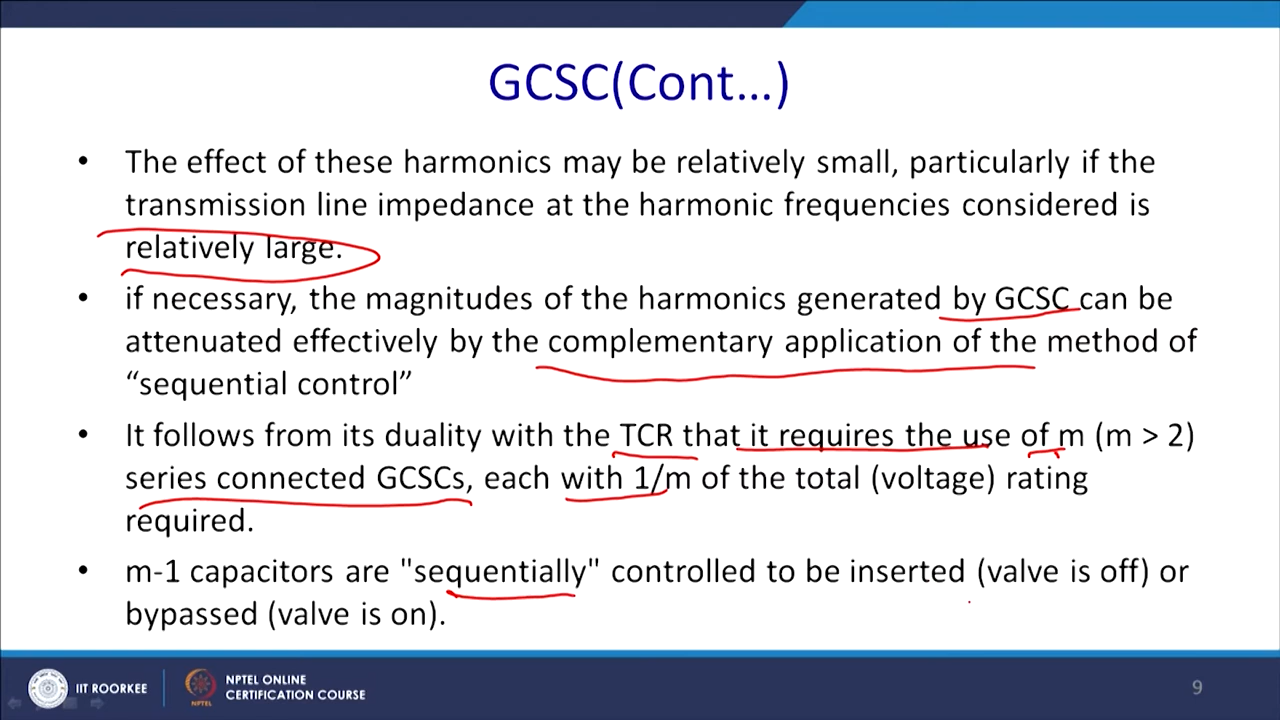 GCSC(Cont...)
• The effect of these harmonics may be relatively small, particularly if the
transmission line impedance at the harmonic frequencies considered is
relatively large.
• if necessary, the magnitudes of the harmonics generated by GCSC can be
attenuated effectively by the complementary application of the method of
“sequential control”
• It follows from its duality with the TCR that it requires the use of m (m > 2)
series connected GCSCs, each with 1/m of the total (voltage) rating
required.
• m-1 capacitors are "sequentially" controlled to be inserted (valve is off) or
bypassed (valve is on).
IIT ROORKEE
NPTEL
NPTEL ONLINE
CERTIFICATION COURSE
9